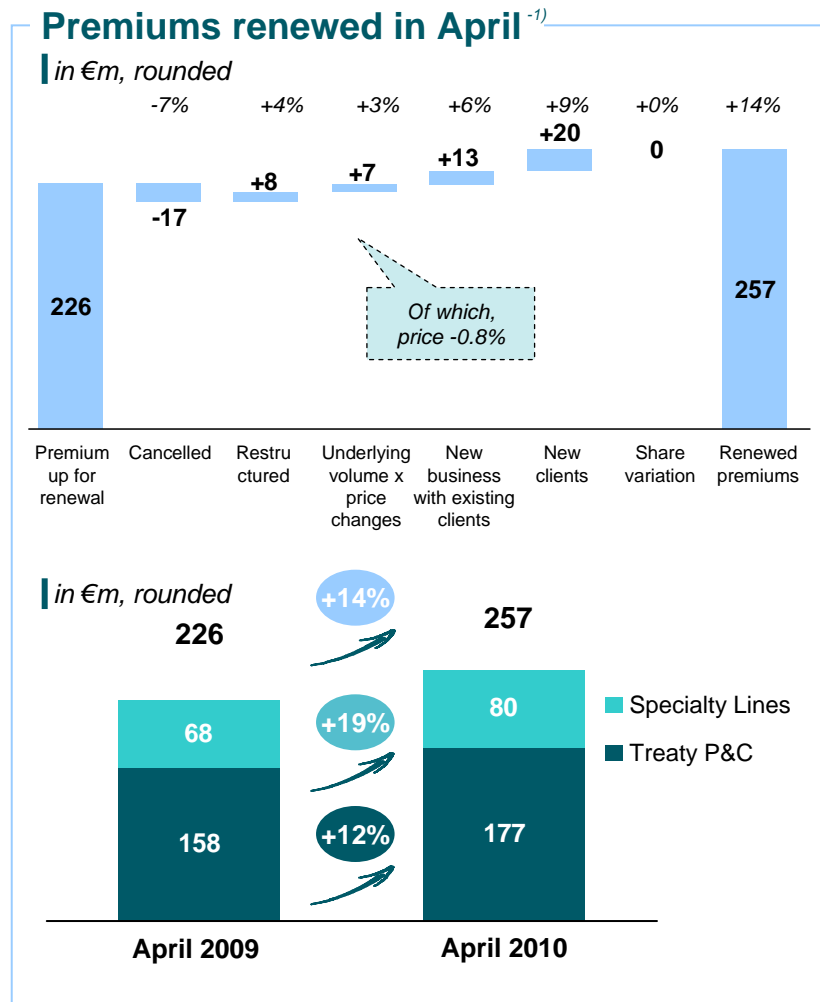 Premiums renewed in April -1)
in €m, rounded
-7% +4% +3% +6% +9% +0% +14%
226
-17
+8
+7
+13
+20
0
257
Of which,
price -0.8%
Premium
up for
renewal
Cancelled
Restru
ctured
Underlying
volume x
price
changes
New
business
with existing
clients
New
clients
Share
variation
Renewed
premiums
in €m, rounded
+14%
226
257
68
+19%
80
158
+12%
177
Specialty Lines
Treaty P&C
April 2009
April 2010